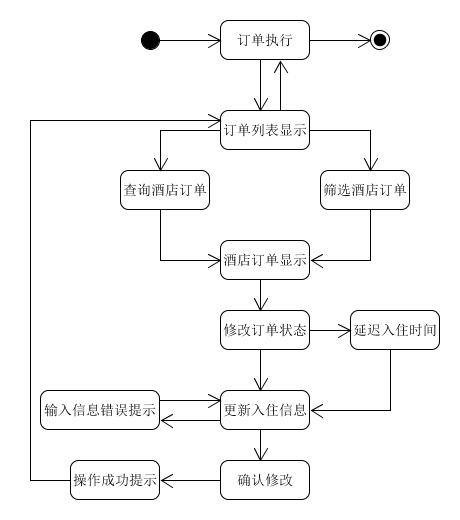 订单执行
订单列表显示
查询酒店订单
筛选酒店订单
酒店订单显示
修改订单状态
延迟入住时间
输入信息错误提示
更新入住信息
操作成功提示
确认修改